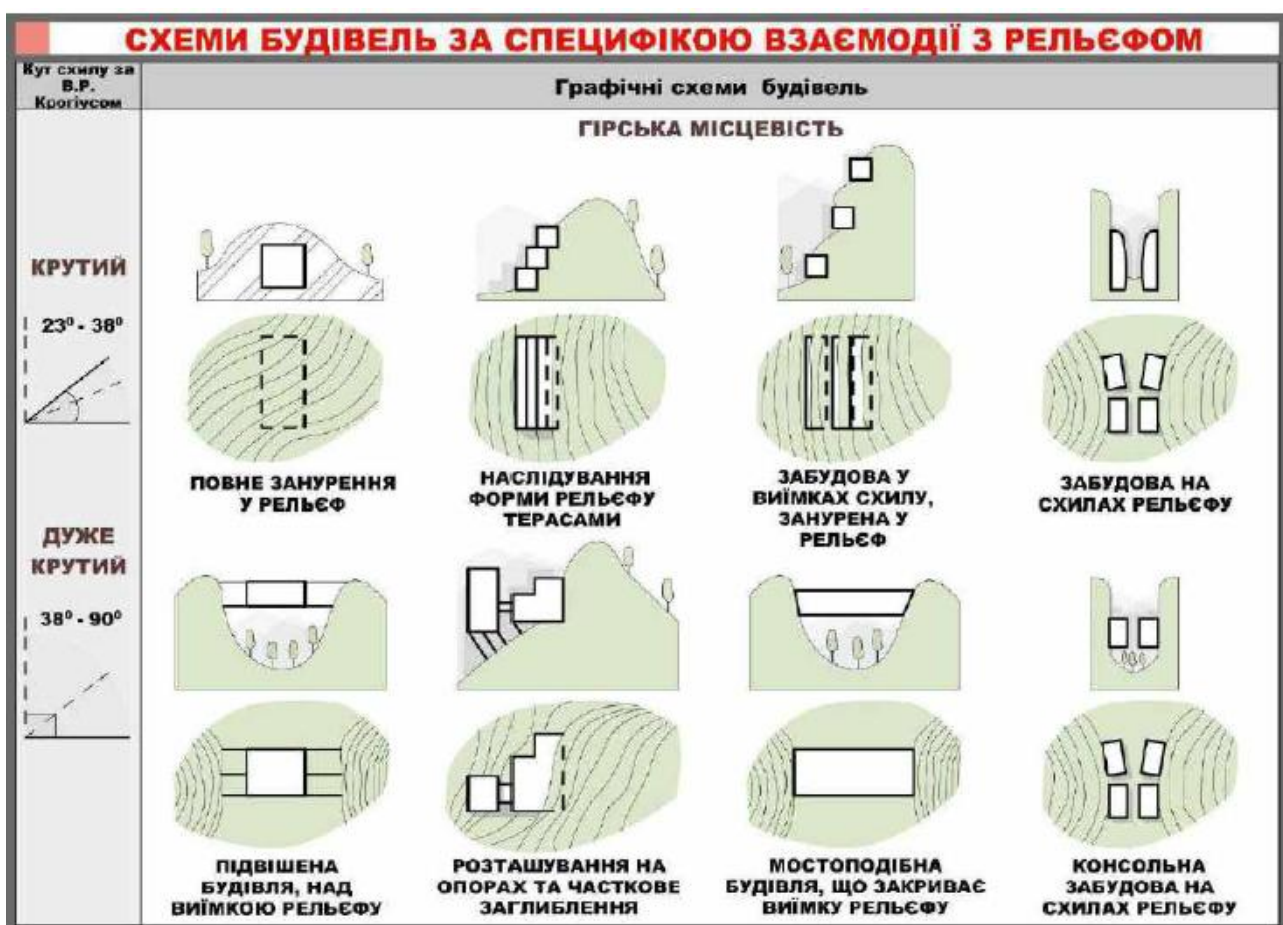 СХЕМИ БУДІВЕЛЬ ЗА СПЕЦИФІКОЮ ВЗАЄМОДІЇ З РЕЛЬЄФОМ
Кут схилу за
В.Р.
Крогіусом
Графічні схеми будівель
ГІРСЬКА МІСЦЕВІСТЬ
КРУТИЙ
23⁰ - 38⁰
ПОВНЕ ЗАНУРЕННЯ
У РЕЛЬЄФ
НАСЛІДУВАННЯ
ФОРМИ РЕЛЬЄФУ
ТЕРАСАМИ
ЗАБУДОВА У
ВИЇМКАХ СХИЛУ,
ЗАНУРЕНА У
РЕЛЬЄФ
ЗАБУДОВА НА
СХИЛАХ РЕЛЬЄФУ
ДУЖЕ
КРУТИЙ
38⁰ - 90⁰
ПІДВІШЕНА
БУДІВЛЯ, НАД
ВИЇМКОЮ РЕЛЬЄФУ
РОЗТАШУВАННЯ НА
ОПОРАХ ТА ЧАСТКОВЕ
ЗАГЛИБЛЕННЯ
МОСТОПОДІБНА
БУДІВЛЯ, ЩО ЗАКРИВАЄ
ВИЇМКУ РЕЛЬЄФУ
КОНСОЛЬНА
ЗАБУДОВА НА
СХИЛАХ РЕЛЬЄФУ